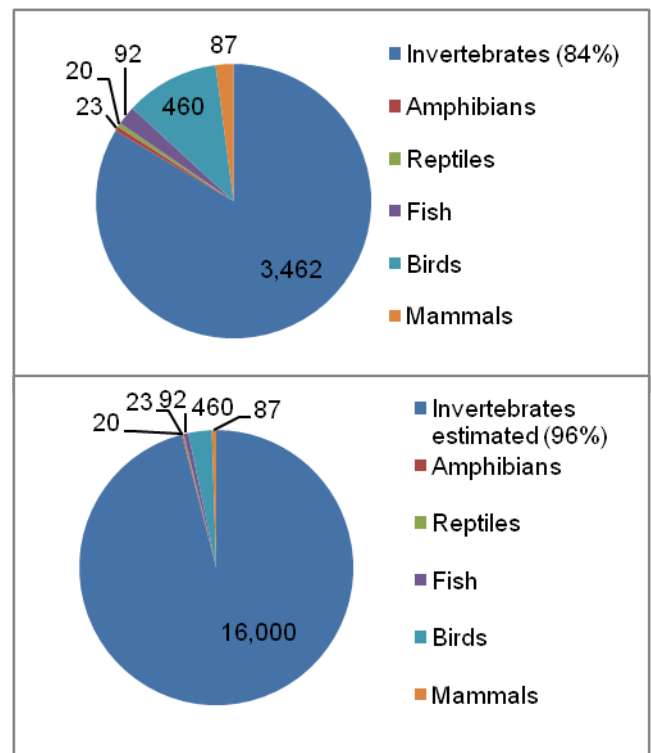 87
92
20
23
460
3,462
Invertebrates (84%)
Amphibians
Reptiles
Fish
Birds
Mammals
23 92 460 87
20
16,000
Invertebrates
estimated (96%)
Amphibians
Reptiles
Fish
Birds
Mammals